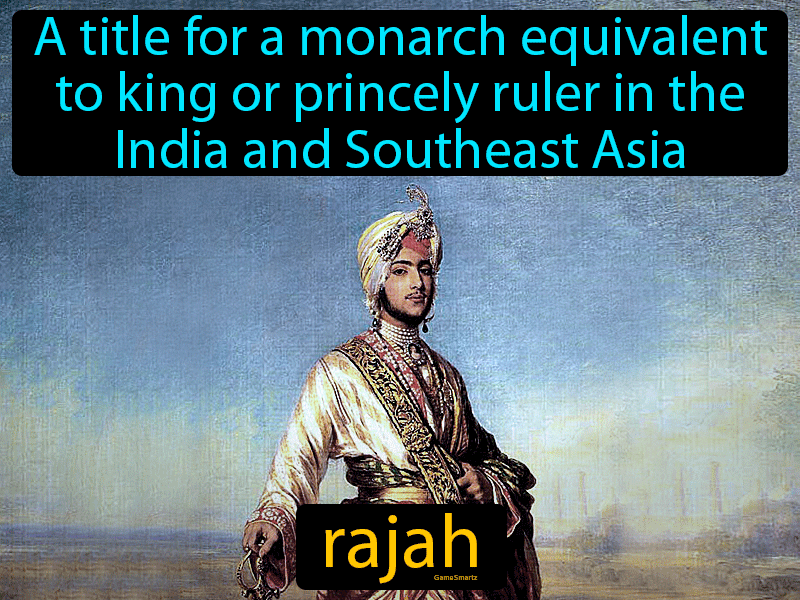 A title for a monarch equivalent
to king or princely ruler in the
India and Southeast Asia
rajah
GameSmartz